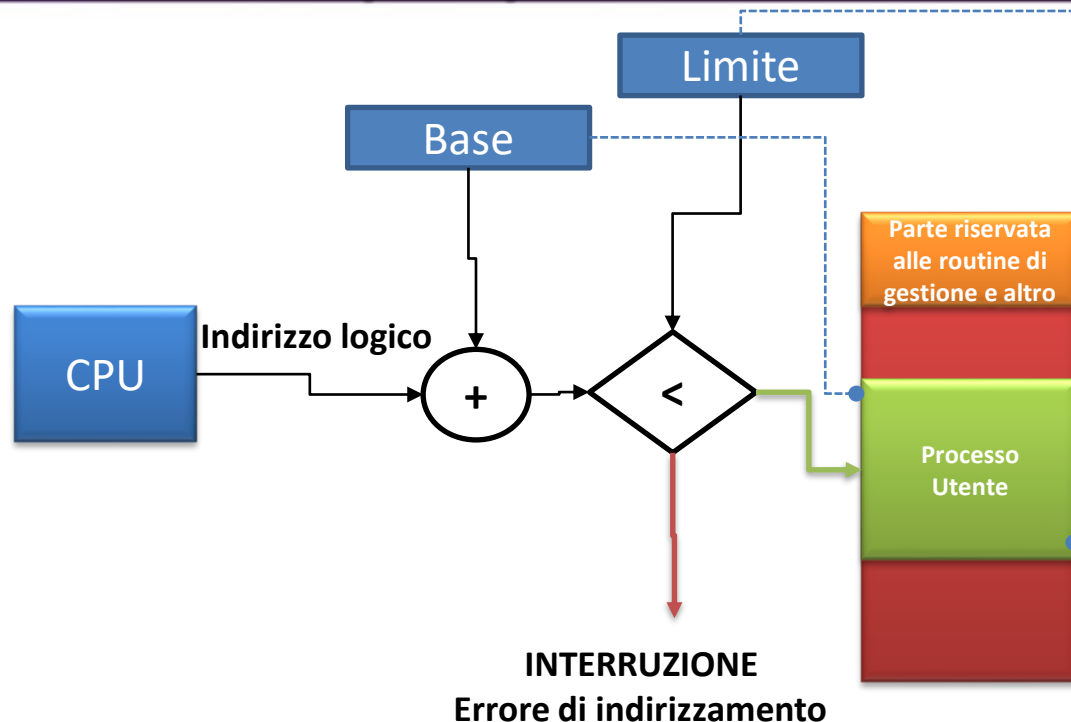 Limite
Base
Parte riservata
alle routine di
gestione e altro
Indirizzo logico
CPU
+
<
Processo
Utente
INTERRUZIONE
Errore di indirizzamento